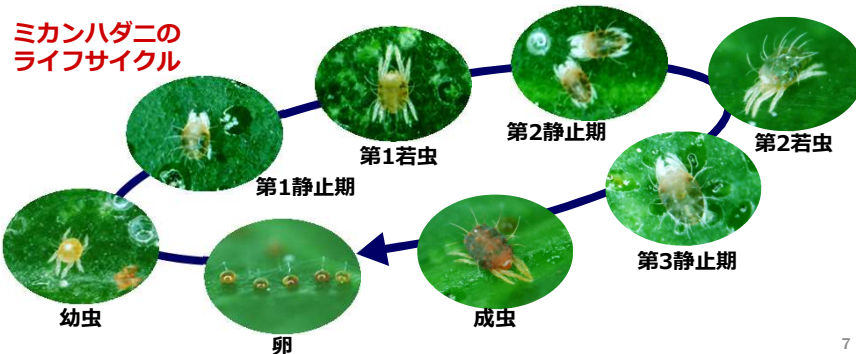 ミカンハダニの
ライフサイクル
第2静止期
第1若虫
第2若虫
第1静止期
第3静止期
幼虫
成虫
卵
7